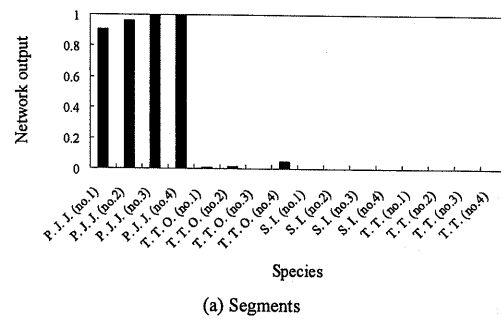 Network output
1
0.8
0.6
0.4
0.2
0
P. J. J. (no.1)
P. J. J. (no.2)
P. J. J. (no.3)
P. J. J. (no.4)
T. T. O. (no.1)
T. T. O. (no.2)
T. T. O. (no.3)
T. T. O. (no.4)
S. I. (no.1)
S. I. (no.2)
S. I. (no.3)
S. I. (no.4)
T. T. (no.1)
T. T. (no.2)
T. T. (no.3)
T. T. (no.4)
Species
(a) Segments